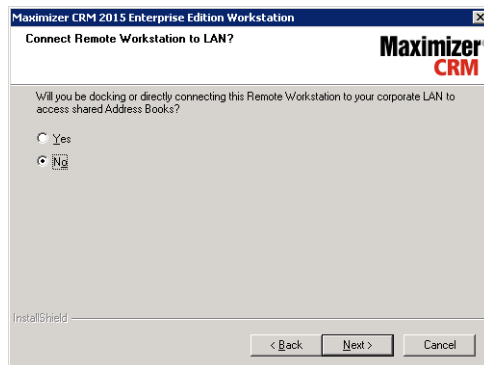 Maximizer CRM 2015 Enterprise Edition Workstation
Connect Remote Workstation to LAN?
Maximizer
CRM
Will you be docking or directly connecting this Remote Workstation to your corporate LAN to
access shared Address Books?
Yes
No
InstallShield
< Back
Next >
Cancel